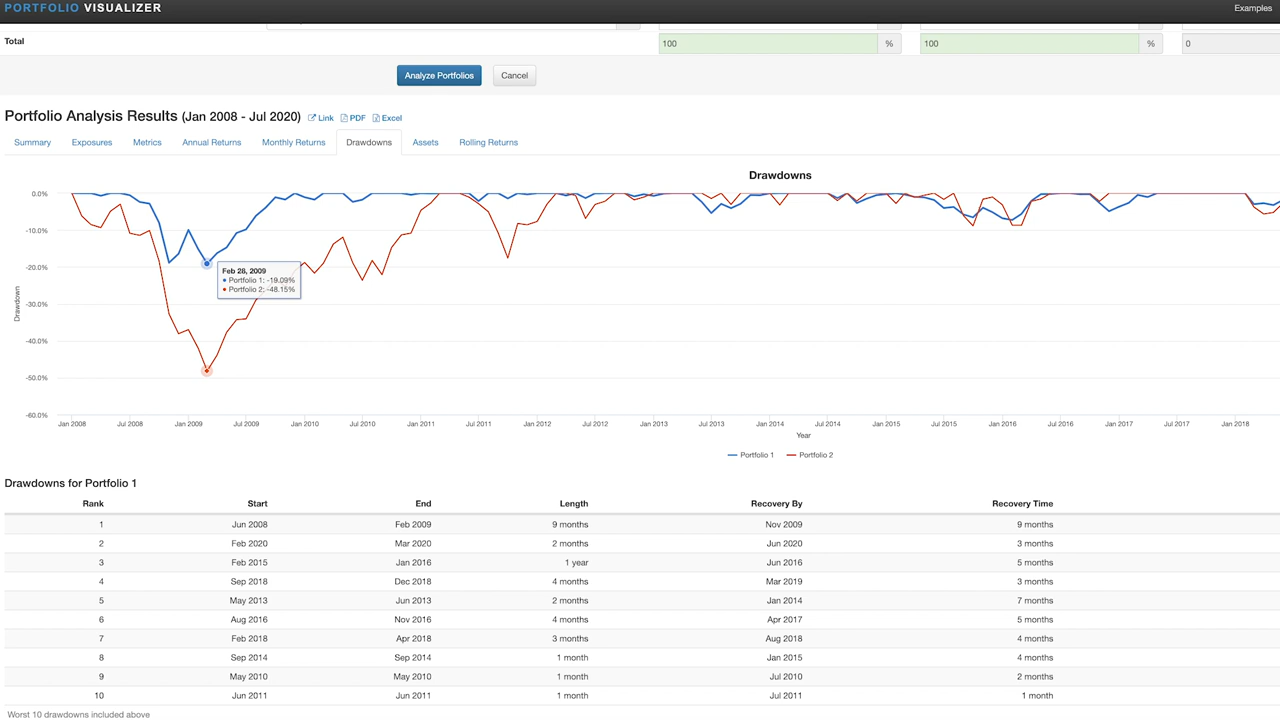 PORTFOLIO VISUALIZER Examples
Total 100 % 100 % 0
Analyze Portfolios Cancel
Portfolio Analysis Results (Jan 2008 - Jul 2020) Link PDF Excel
Summary Exposures Metrics Annual Returns Monthly Returns Drawdowns Assets Rolling Returns
Drawdowns
0.0%
-10.0%
-20.0%
-30.0%
-40.0%
-50.0%
-60.0%
Drawdown
Feb 28, 2009
Portfolio 1: -19.09%
Portfolio 2: -48.15%
Jan 2008 Jul 2008 Jan 2009 Jul 2009 Jan 2010 Jul 2010 Jan 2011 Jul 2011 Jan 2012 Jul 2012 Jan 2013 Jul 2013 Jan 2014 Jul 2014 Jan 2015 Jul 2015 Jan 2016 Jul 2016 Jan 2017 Jul 2017 Jan 2018
Year
Portfolio 1 Portfolio 2
Drawdowns for Portfolio 1
Rank Start End Length Recovery By Recovery Time
1 Jun 2008 Feb 2009 9 months Nov 2009 9 months
2 Feb 2020 Mar 2020 2 months Jun 2020 3 months
3 Feb 2015 Jan 2016 1 year Jun 2016 5 months
4 Sep 2018 Dec 2018 4 months Mar 2019 3 months
5 May 2013 Jun 2013 2 months Jan 2014 7 months
6 Aug 2016 Nov 2016 4 months Apr 2017 5 months
7 Feb 2018 Apr 2018 3 months Aug 2018 4 months
8 Sep 2014 Sep 2014 1 month Jan 2015 4 months
9 May 2010 May 2010 1 month Jul 2010 2 months
10 Jun 2011 Jun 2011 1 month Jul 2011 1 month
Worst 10 drawdowns included above